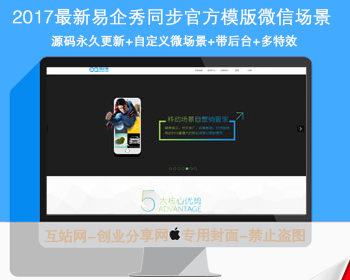 2017最新易企秀同步官方模版微信场景
源码永久更新+自定义微场景+带后台+多特效
移动场景自营销管家
5大核心优势
ADVANTAGE
互站网-创业分享网 专用封面-禁止盗图